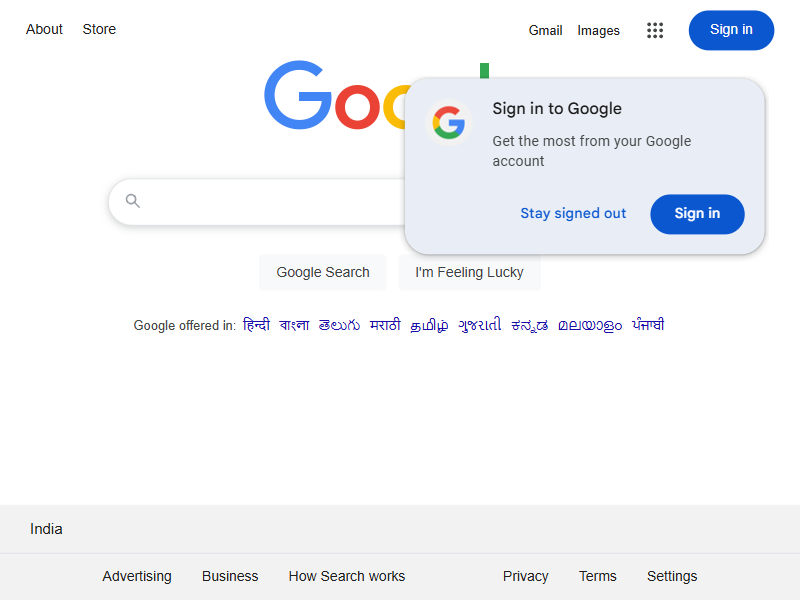 About Store Gmail Images Sign in
Sign in to Google
Get the most from your Google
account
Stay signed out Sign in
Google Search I'm Feeling Lucky
Google offered in: हिन्दी বাংলা తెలుగు मराठी தமிழ் ગુજરાતી ಕನ್ನಡ മലയാളം ਪੰਜਾਬੀ
India
Advertising Business How Search works Privacy Terms Settings